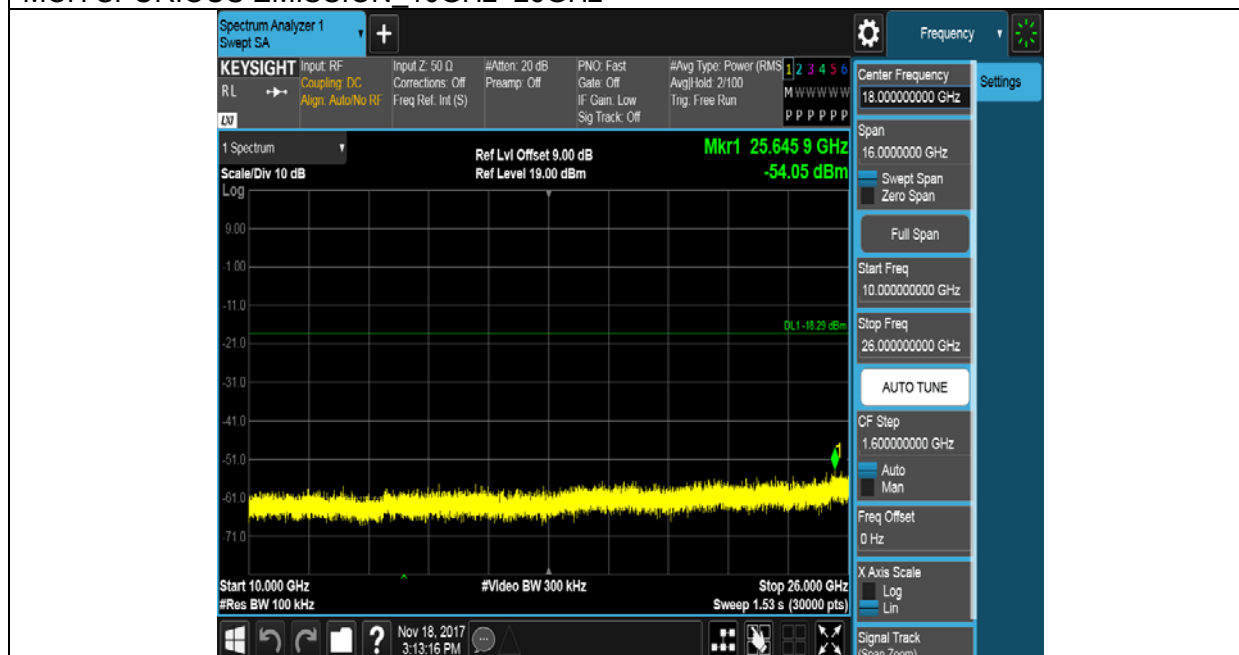 Spectrum Analyzer 1
Swept SA
+
Frequency
KEYSIGHT
RL
LXI
Input: RF
Coupling: DC
Align: Auto/No RF
Input Z: 50 Ω
Corrections: Off
Freq Ref: Int (S)
#Atten: 20 dB
Preamp: Off
PNO: Fast
Gate: Off
IF Gain: Low
Sig Track: Off
#Avg Type: Power (RMS
Avg|Hold: 2/100
Trig: Free Run
1 2 3 4 5 6
M W W W W W
P P P P P P
1 Spectrum
Scale/Div 10 dB
Log
Ref Lvl Offset 9.00 dB
Ref Level 19.00 dBm
Mkr1 25.645 9 GHz
-54.05 dBm
9.00
-1.00
-11.0
DL1 -18.29 dBm
-21.0
-31.0
-41.0
1
-51.0
-61.0
-71.0
Start 10.000 GHz
#Res BW 100 kHz
#Video BW 300 kHz
Stop 26.000 GHz
Sweep 1.53 s (30000 pts)
?
Nov 18, 2017
3:13:16 PM
Center Frequency
18.000000000 GHz
Settings
Span
16.0000000 GHz
Swept Span
Zero Span
Full Span
Start Freq
10.000000000 GHz
Stop Freq
26.000000000 GHz
AUTO TUNE
CF Step
1.600000000 GHz
Auto
Man
Freq Offset
0 Hz
X Axis Scale
Log
Lin
Signal Track
(Span Zoom)